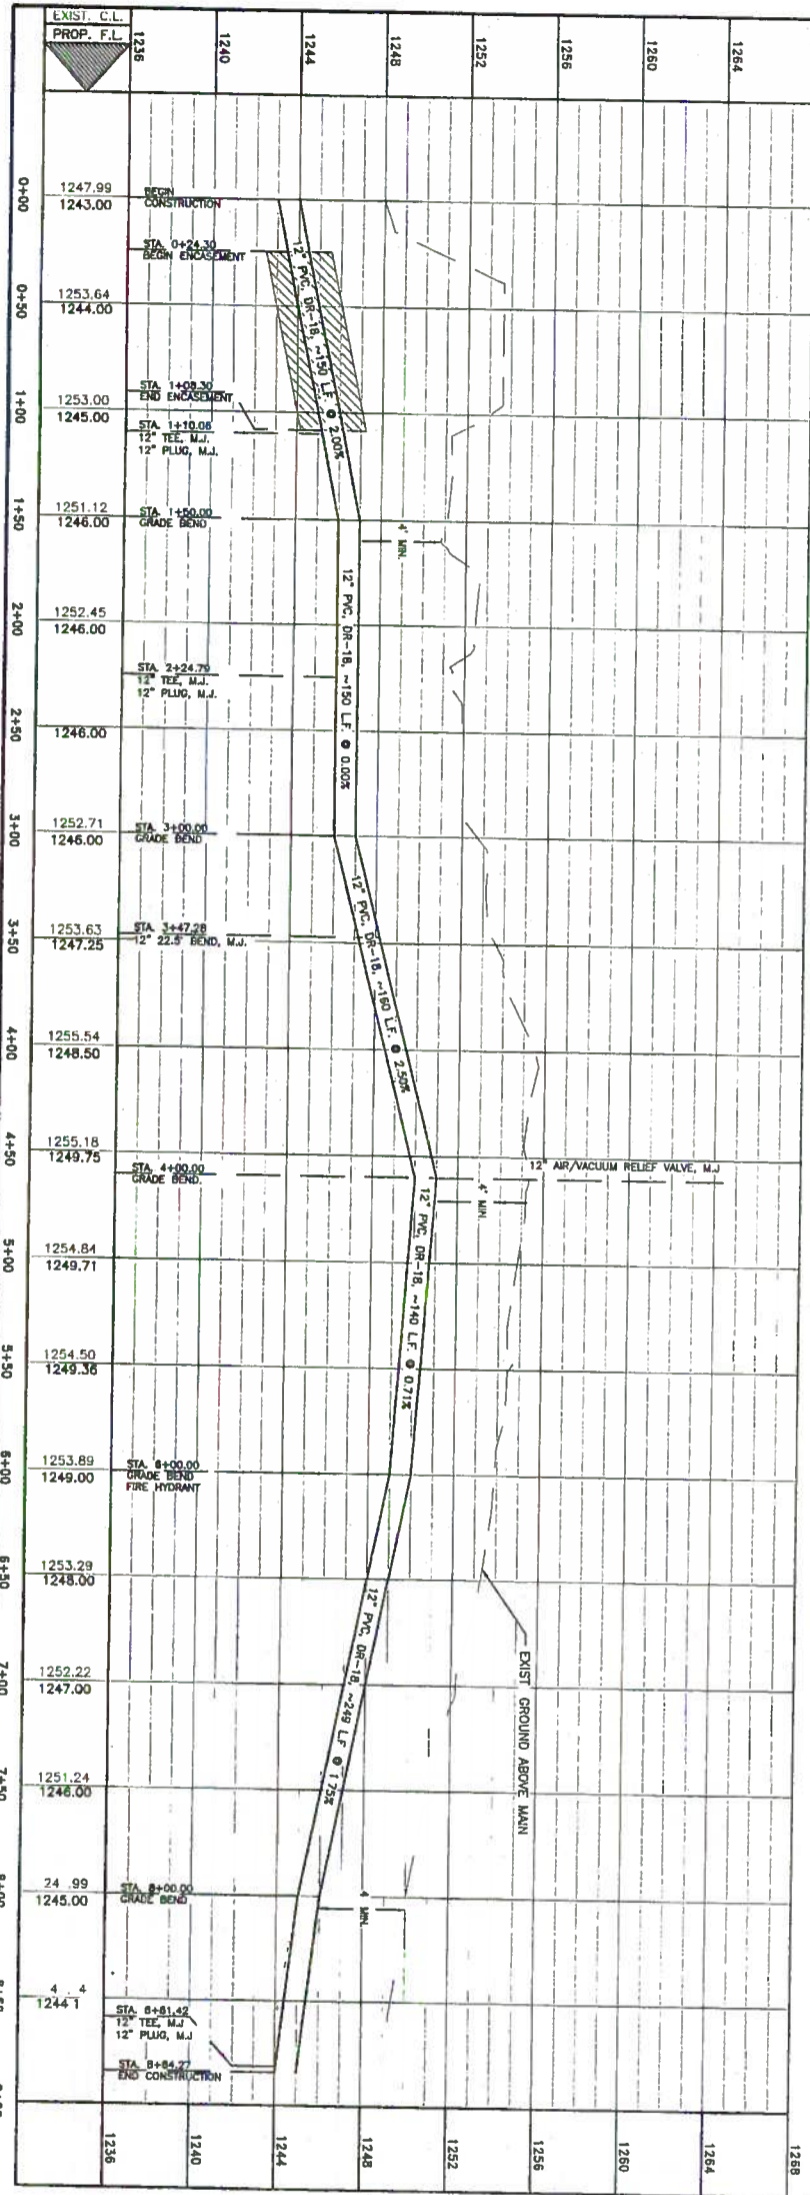 EXIST. C.L.
PROP. F.L.
1236
1240
1244
1248
1252
1256
1260
1264
0+00
1247.99
1243.00
BEGIN
CONSTRUCTION
STA. 0+24.30
BEGIN ENCASEMENT
12" PVC, DR-18, ~150 L.F. @ 2.00%
0+50
1253.64
1244.00
STA. 1+08.30
END ENCASEMENT
1+00
1253.00
1245.00
STA. 1+10.06
12" TEE, M.J.
12" PLUG, M.J.
1+50
1251.12
1246.00
STA. 1+50.00
GRADE BEND
4' MIN.
12" PVC, DR-18, ~150 L.F. @ 0.00%
2+00
1252.45
1246.00
STA. 2+24.79
12" TEE, M.J.
12" PLUG, M.J.
2+50
1246.00
3+00
1252.71
1246.00
STA. 3+00.00
GRADE BEND
12" PVC, DR-18, ~160 L.F. @ 2.50%
3+50
1253.63
1247.25
STA. 3+47.28
12" 22.5° BEND, M.J.
4+00
1255.54
1248.50
4+50
1255.18
1249.75
STA. 4+00.00
GRADE BEND
12" AIR/VACUUM RELIEF VALVE, M.J
4' MIN.
12" PVC, DR-18, ~140 L.F. @ 0.71%
5+00
1254.84
1249.71
5+50
1254.50
1249.36
6+00
1253.89
1249.00
STA. 6+00.00
GRADE BEND
FIRE HYDRANT
6+50
1253.29
1248.00
EXIST GROUND ABOVE MAIN
12" PVC, DR-18, ~249 LF @ 1.75%
7+00
1252.22
1247.00
7+50
1251.24
1246.00
8+00
24 .99
1245.00
STA. 8+00.00
GRADE BEND
4 MIN.
4 . 4
1244 1
12" TEE, M.J
12" PLUG, M.J
END CONSTRUCTION
1236
1240
1244
1248
1252
1256
1260
1264
1268